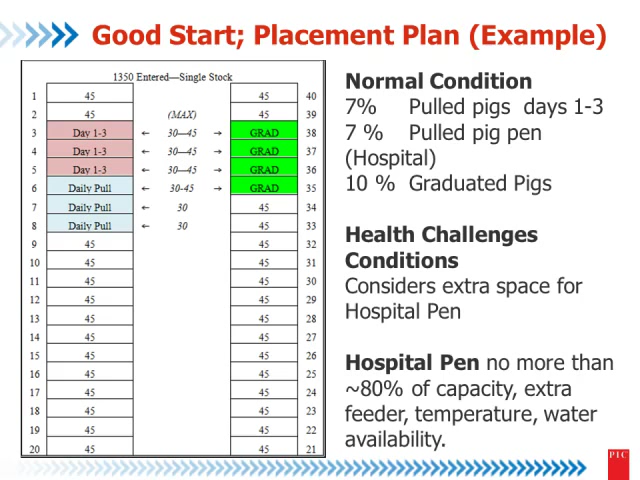 Good Start; Placement Plan (Example)
1350 Entered—Single Stock
1 45 45 40
2 45 (MAX) 45 39
3 Day 1-3 ← 30—45 → GRAD 38
4 Day 1-3 ← 30—45 → GRAD 37
5 Day 1-3 ← 30—45 → GRAD 36
6 Daily Pull ← 30-45 → GRAD 35
7 Daily Pull ← 30 45 34
8 Daily Pull ← 30 45 33
9 45 45 32
10 45 45 31
11 45 45 30
12 45 45 29
13 45 45 28
14 45 45 27
15 45 45 26
16 45 45 25
17 45 45 24
18 45 45 23
19 45 45 22
20 45 45 21
Normal Condition
7% Pulled pigs days 1-3
7 % Pulled pig pen
(Hospital)
10 % Graduated Pigs
Health Challenges
Conditions
Considers extra space for
Hospital Pen
Hospital Pen no more than
~80% of capacity, extra
feeder, temperature, water
availability.
PIC